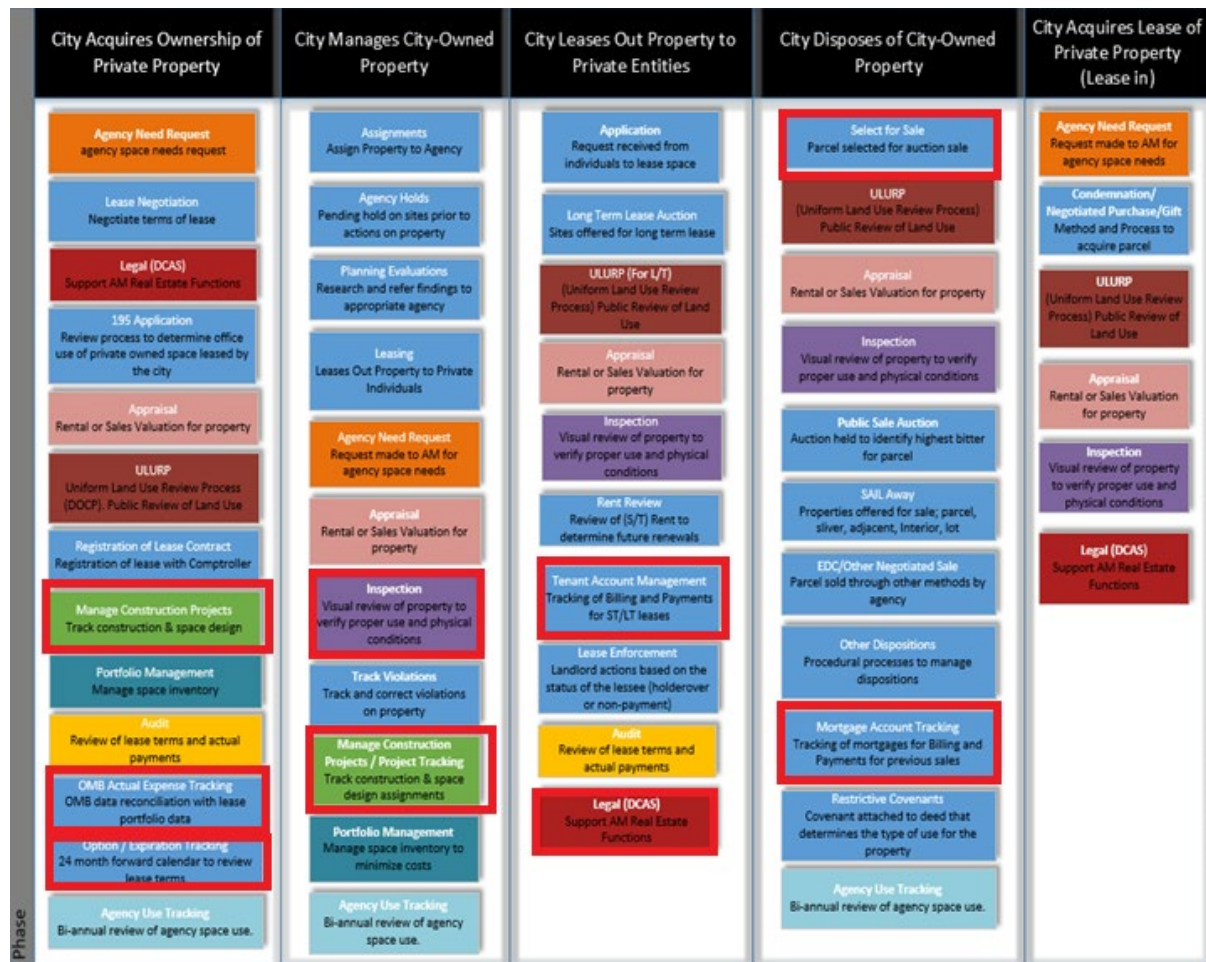 City Acquires Ownership of
Private Property
Agency Need Request
agency space needs request
Lease Negotiation
Negotiate terms of lease
Legal (DCAS)
Support AM Real Estate Functions
195 Application
Review process to determine office
use of private owned space leased by
the city
Appraisal
Rental or Sales Valuation for property
ULURP
Uniform Land Use Review Process
(DOCP). Public Review of Land Use
Registration of Lease Contract
Registration of lease with Comptroller
Manage Construction Projects
Track construction & space design
Portfolio Management
Manage space inventory
Audit
Review of lease terms and actual
payments
OMB Actual Expense Tracking
OMB data reconciliation with lease
portfolio data
Option / Expiration Tracking
24 month forward calendar to review
lease terms
Agency Use Tracking
Bi-annual review of agency space use.
City Manages City-Owned
Property
Assignments
Assign Property to Agency
Agency Holds
Pending hold on sites prior to
actions on property
Planning Evaluations
Research and refer findings to
appropriate agency
Leasing
Leases Out Property to Private
Individuals
Agency Need Request
Request made to AM for
agency space needs
Appraisal
Rental or Sales Valuation for
property
Inspection
Visual review of property to
verify proper use and physical
conditions
Track Violations
Track and correct violations
on property
Manage Construction
Projects / Project Tracking
Track construction & space
design assignments
Portfolio Management
Manage space inventory to
minimize costs
Agency Use Tracking
Bi-annual review of agency
space use.
City Leases Out Property to
Private Entities
Application
Request received from
individuals to lease space
Long Term Lease Auction
Sites offered for long term lease
ULURP (For L/T)
(Uniform Land Use Review
Process) Public Review of Land
Use
Appraisal
Rental or Sales Valuation for
property
Inspection
Visual review of property to
verify proper use and physical
conditions
Rent Review
Review of (S/T) Rent to
determine future renewals
Tenant Account Management
Tracking of Billing and Payments
for ST/LT leases
Lease Enforcement
Landlord actions based on the
status of the lessee (holdover
or non-payment)
Audit
Review of lease terms and
actual payments
Legal (DCAS)
Support AM Real Estate
Functions
City Disposes of City-Owned
Property
Select for Sale
Parcel selected for auction sale
ULURP
(Uniform Land Use Review Process)
Public Review of Land Use
Appraisal
Rental or Sales Valuation for property
Inspection
Visual review of property to verify
proper use and physical conditions
Public Sale Auction
Auction held to identify highest bitter
for parcel
SAIL Away
Properties offered for sale; parcel,
sliver, adjacent, Interior, lot
EDC/Other Negotiated Sale
Parcel sold through other methods by
agency
Other Dispositions
Procedural processes to manage
dispositions
Mortgage Account Tracking
Tracking of mortgages for Billing and
Payments for previous sales
Restrictive Covenants
Covenant attached to deed that
determines the type of use for the
property
Agency Use Tracking
Bi-annual review of agency space use.
City Acquires Lease of
Private Property
(Lease in)
Agency Need Request
Request made to AM for
agency space needs
Condemnation/
Negotiated Purchase/Gift
Method and Process to
acquire parcel
ULURP
(Uniform Land Use Review
Process) Public Review of
Land Use
Appraisal
Rental or Sales Valuation
for property
Inspection
Visual review of property
to verify proper use and
physical conditions
Legal (DCAS)
Support AM Real Estate
Functions
Phase